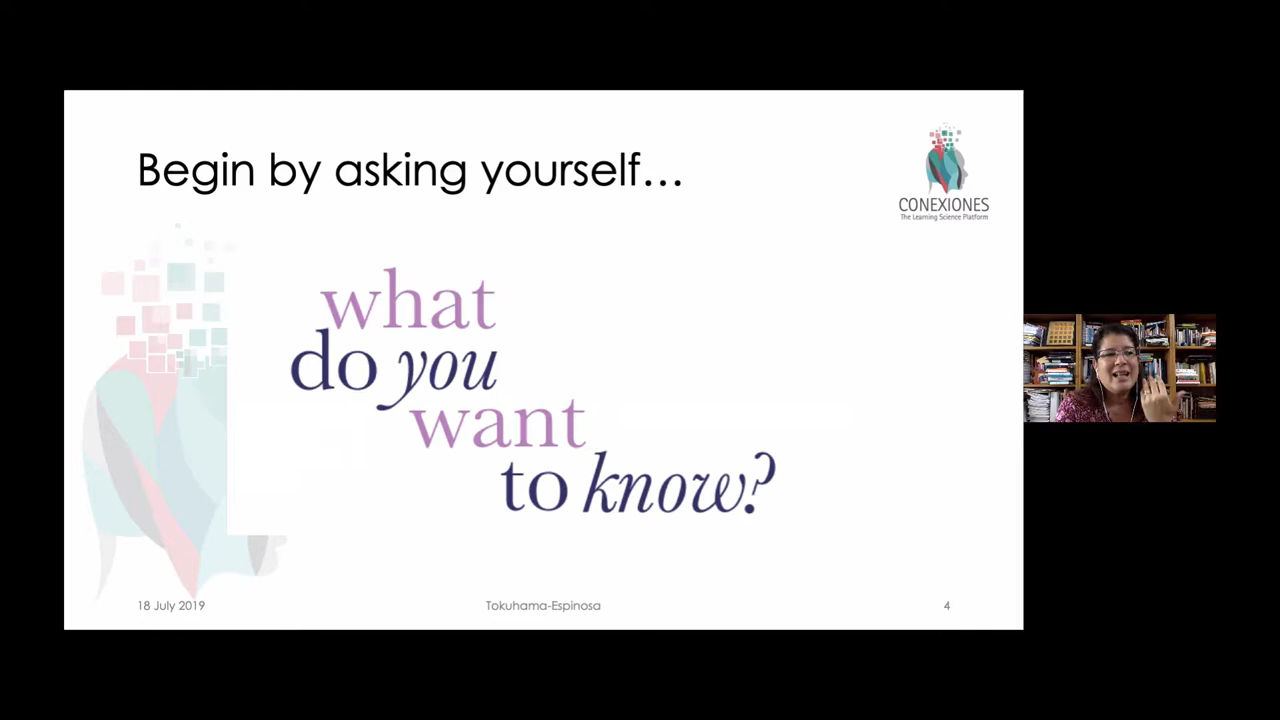 Begin by asking yourself…
CONEXIONES
The Learning Science Platform
what
do you
want
to know?
18 July 2019
Tokuhama-Espinosa
4